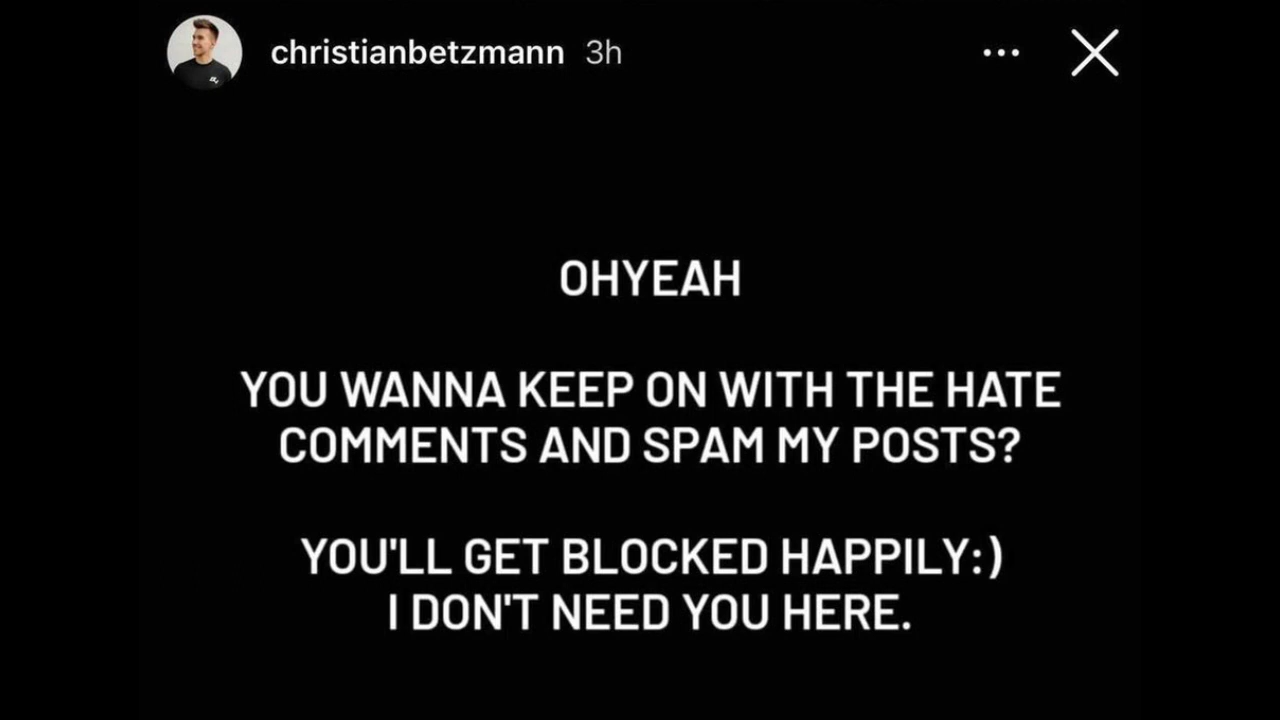 christianbetzmann 3h
OHYEAH
YOU WANNA KEEP ON WITH THE HATE
COMMENTS AND SPAM MY POSTS?
YOU'LL GET BLOCKED HAPPILY:)
I DON'T NEED YOU HERE.